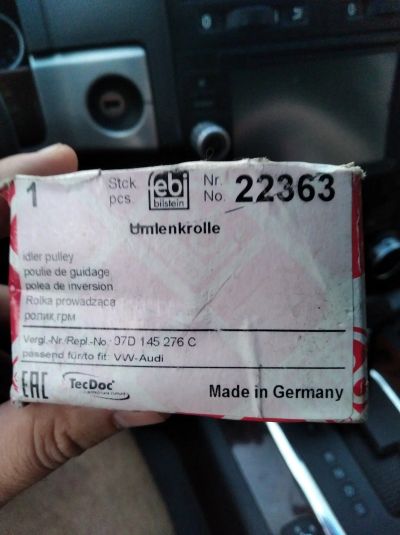 1 Stck. pcs. febi bilstein Nr. No. 22363
Umlenkrolle
idler pulley
poulie de guidage
polea de inversion
Rolka prowadząca
ролик грм
Vergl.-Nr./Repl.-No.: 07D 145 276 C
passend für/to fit: VW-Audi
EAC TecDoc Made in Germany